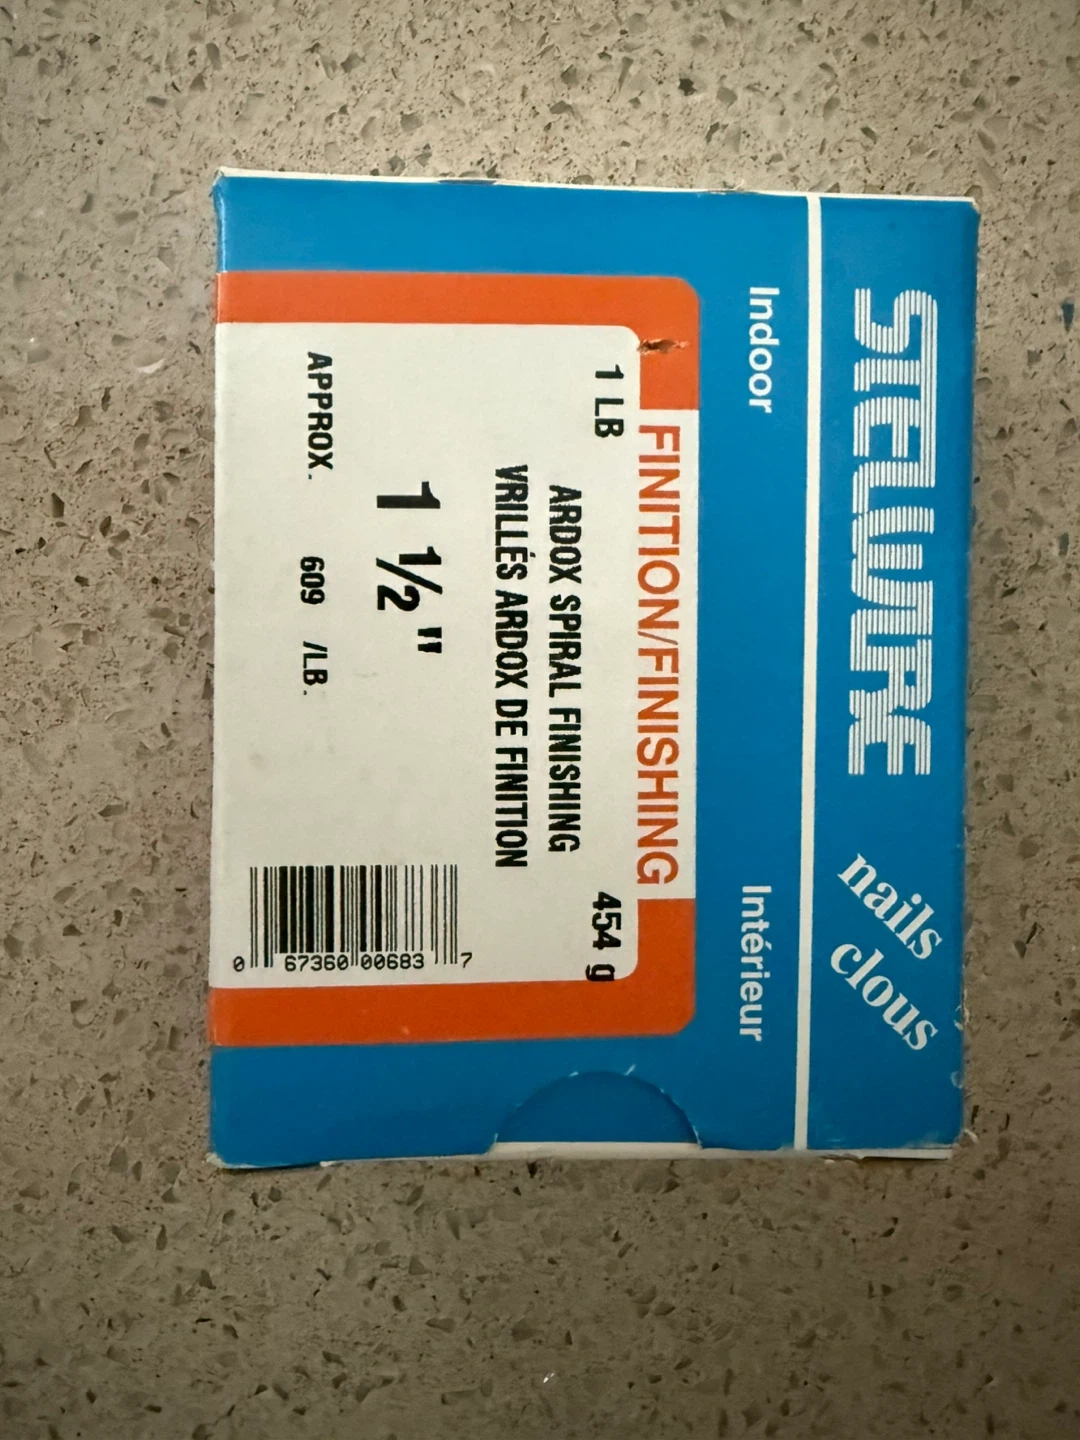 STELWIRE
nails
clous
Indoor
Intérieur
FINITION/FINISHING
1 LB
454 g
ARDOX SPIRAL FINISHING
VRILLÉS ARDOX DE FINITION
1 ½"
APPROX. 609 /LB.
0 67360 00683 7